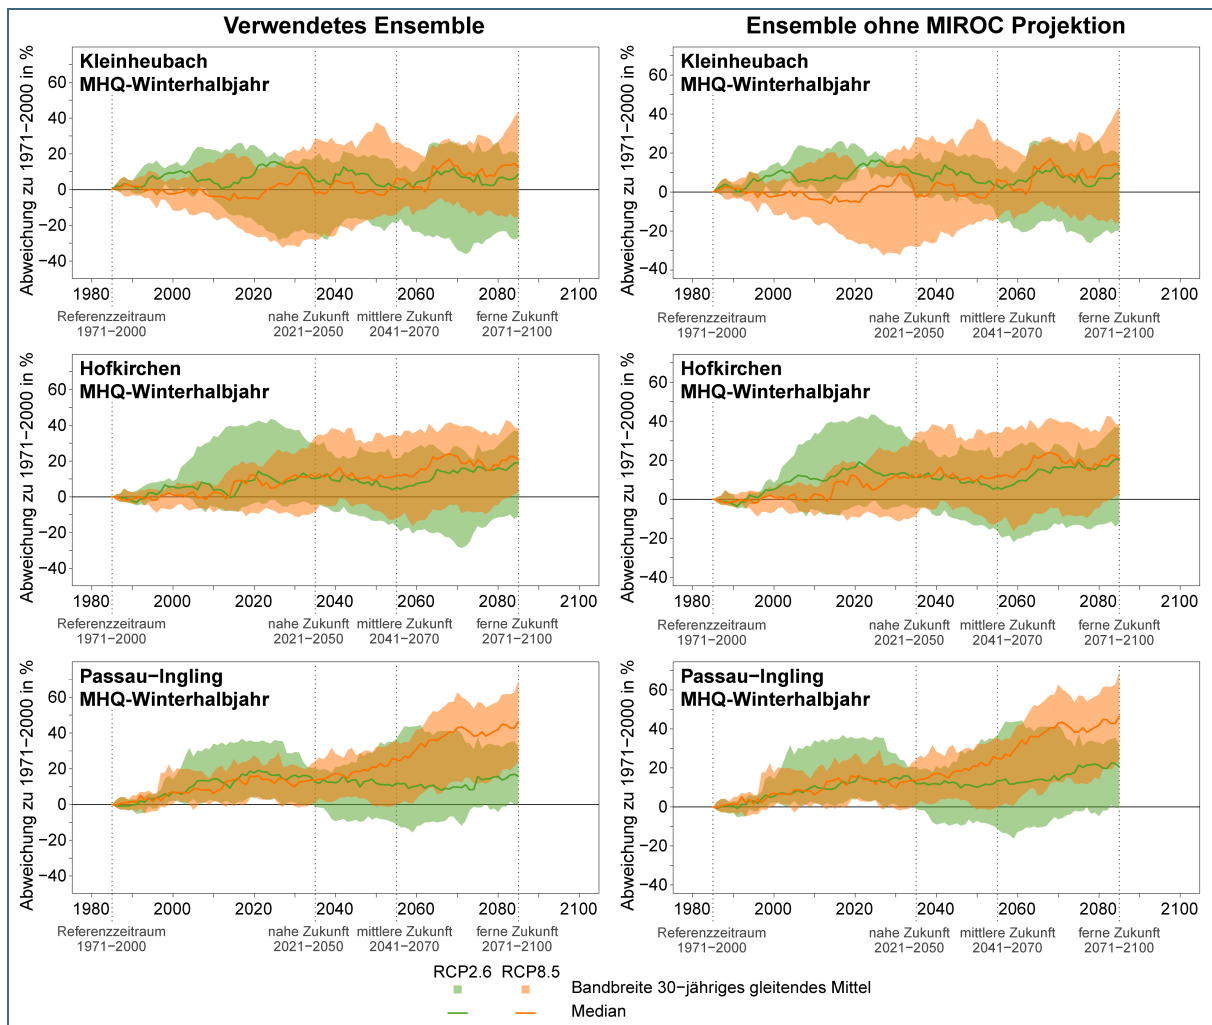 Verwendetes Ensemble
Ensemble ohne MIROC Projektion
Abweichung zu 1971−2000 in %
Kleinheubach
MHQ-Winterhalbjahr
60
40
20
0
−20
−40
1980 2000 2020 2040 2060 2080 2100
Referenzzeitraum
1971−2000
nahe Zukunft
2021−2050
mittlere Zukunft
2041−2070
ferne Zukunft
2071−2100
Abweichung zu 1971−2000 in %
Kleinheubach
MHQ-Winterhalbjahr
60
40
20
0
−20
−40
1980 2000 2020 2040 2060 2080 2100
Referenzzeitraum
1971−2000
nahe Zukunft
2021−2050
mittlere Zukunft
2041−2070
ferne Zukunft
2071−2100
Abweichung zu 1971−2000 in %
Hofkirchen
MHQ-Winterhalbjahr
60
40
20
0
−20
−40
1980 2000 2020 2040 2060 2080 2100
Referenzzeitraum
1971−2000
nahe Zukunft
2021−2050
mittlere Zukunft
2041−2070
ferne Zukunft
2071−2100
Abweichung zu 1971−2000 in %
Hofkirchen
MHQ-Winterhalbjahr
60
40
20
0
−20
−40
1980 2000 2020 2040 2060 2080 2100
Referenzzeitraum
1971−2000
nahe Zukunft
2021−2050
mittlere Zukunft
2041−2070
ferne Zukunft
2071−2100
Abweichung zu 1971−2000 in %
Passau−Ingling
MHQ-Winterhalbjahr
60
40
20
0
−20
−40
1980 2000 2020 2040 2060 2080 2100
Referenzzeitraum
1971−2000
nahe Zukunft
2021−2050
mittlere Zukunft
2041−2070
ferne Zukunft
2071−2100
Abweichung zu 1971−2000 in %
Passau−Ingling
MHQ-Winterhalbjahr
60
40
20
0
−20
−40
1980 2000 2020 2040 2060 2080 2100
Referenzzeitraum
1971−2000
nahe Zukunft
2021−2050
mittlere Zukunft
2041−2070
ferne Zukunft
2071−2100
RCP2.6 RCP8.5
Bandbreite 30−jähriges gleitendes Mittel
Median